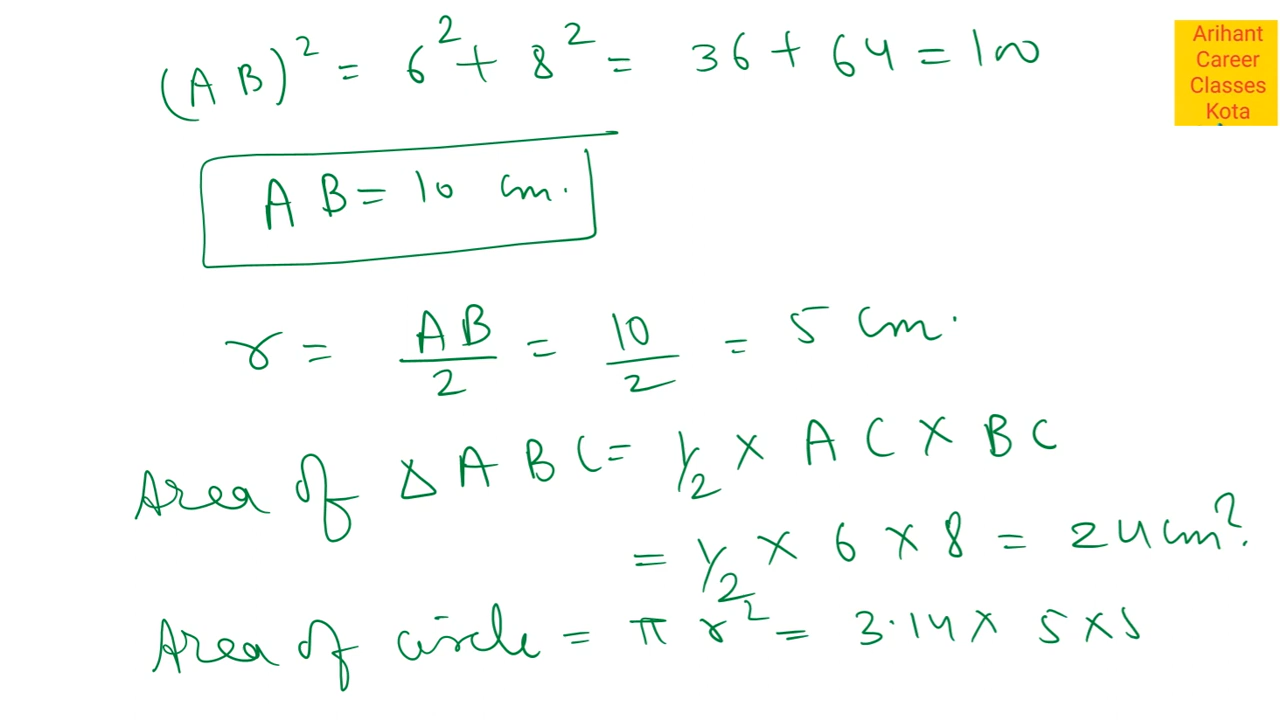 (AB)² = 6² + 8² = 36 + 64 = 100
Arihant
Career
Classes
Kota
AB = 10 cm.
r = AB/2 = 10/2 = 5 cm.
Area of Δ ABC = 1/2 × AC × BC
= 1/2 × 6 × 8 = 24 cm².
Area of circle = π r² = 3.14 × 5 × 5